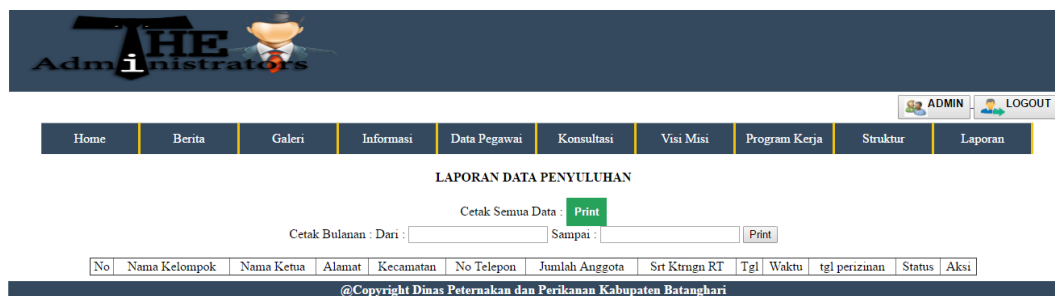 THE
Administrators
ADMIN LOGOUT
Home Berita Galeri Informasi Data Pegawai Konsultasi Visi Misi Program Kerja Struktur Laporan
LAPORAN DATA PENYULUHAN
Cetak Semua Data : Print
Cetak Bulanan : Dari : Sampai : Print
No Nama Kelompok Nama Ketua Alamat Kecamatan No Telepon Jumlah Anggota Srt Ktrngn RT Tgl Waktu tgl perizinan Status Aksi
@Copyright Dinas Peternakan dan Perikanan Kabupaten Batanghari